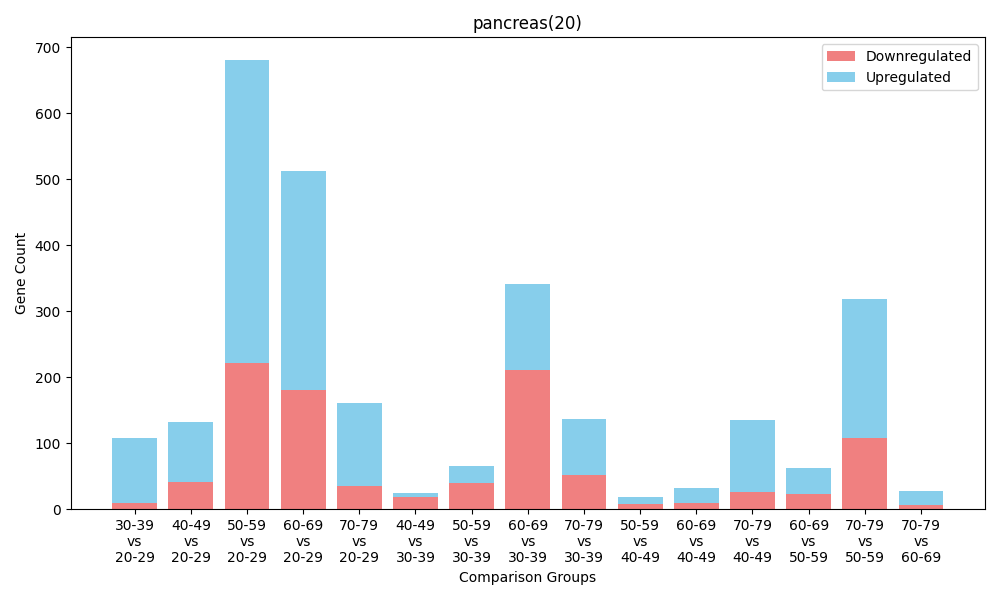 pancreas(20)
Downregulated
Upregulated
Gene Count
700
600
500
400
300
200
100
0
30-39 vs 20-29
40-49 vs 20-29
50-59 vs 20-29
60-69 vs 20-29
70-79 vs 20-29
40-49 vs 30-39
50-59 vs 30-39
60-69 vs 30-39
70-79 vs 30-39
50-59 vs 40-49
60-69 vs 40-49
70-79 vs 40-49
60-69 vs 50-59
70-79 vs 50-59
70-79 vs 60-69
Comparison Groups